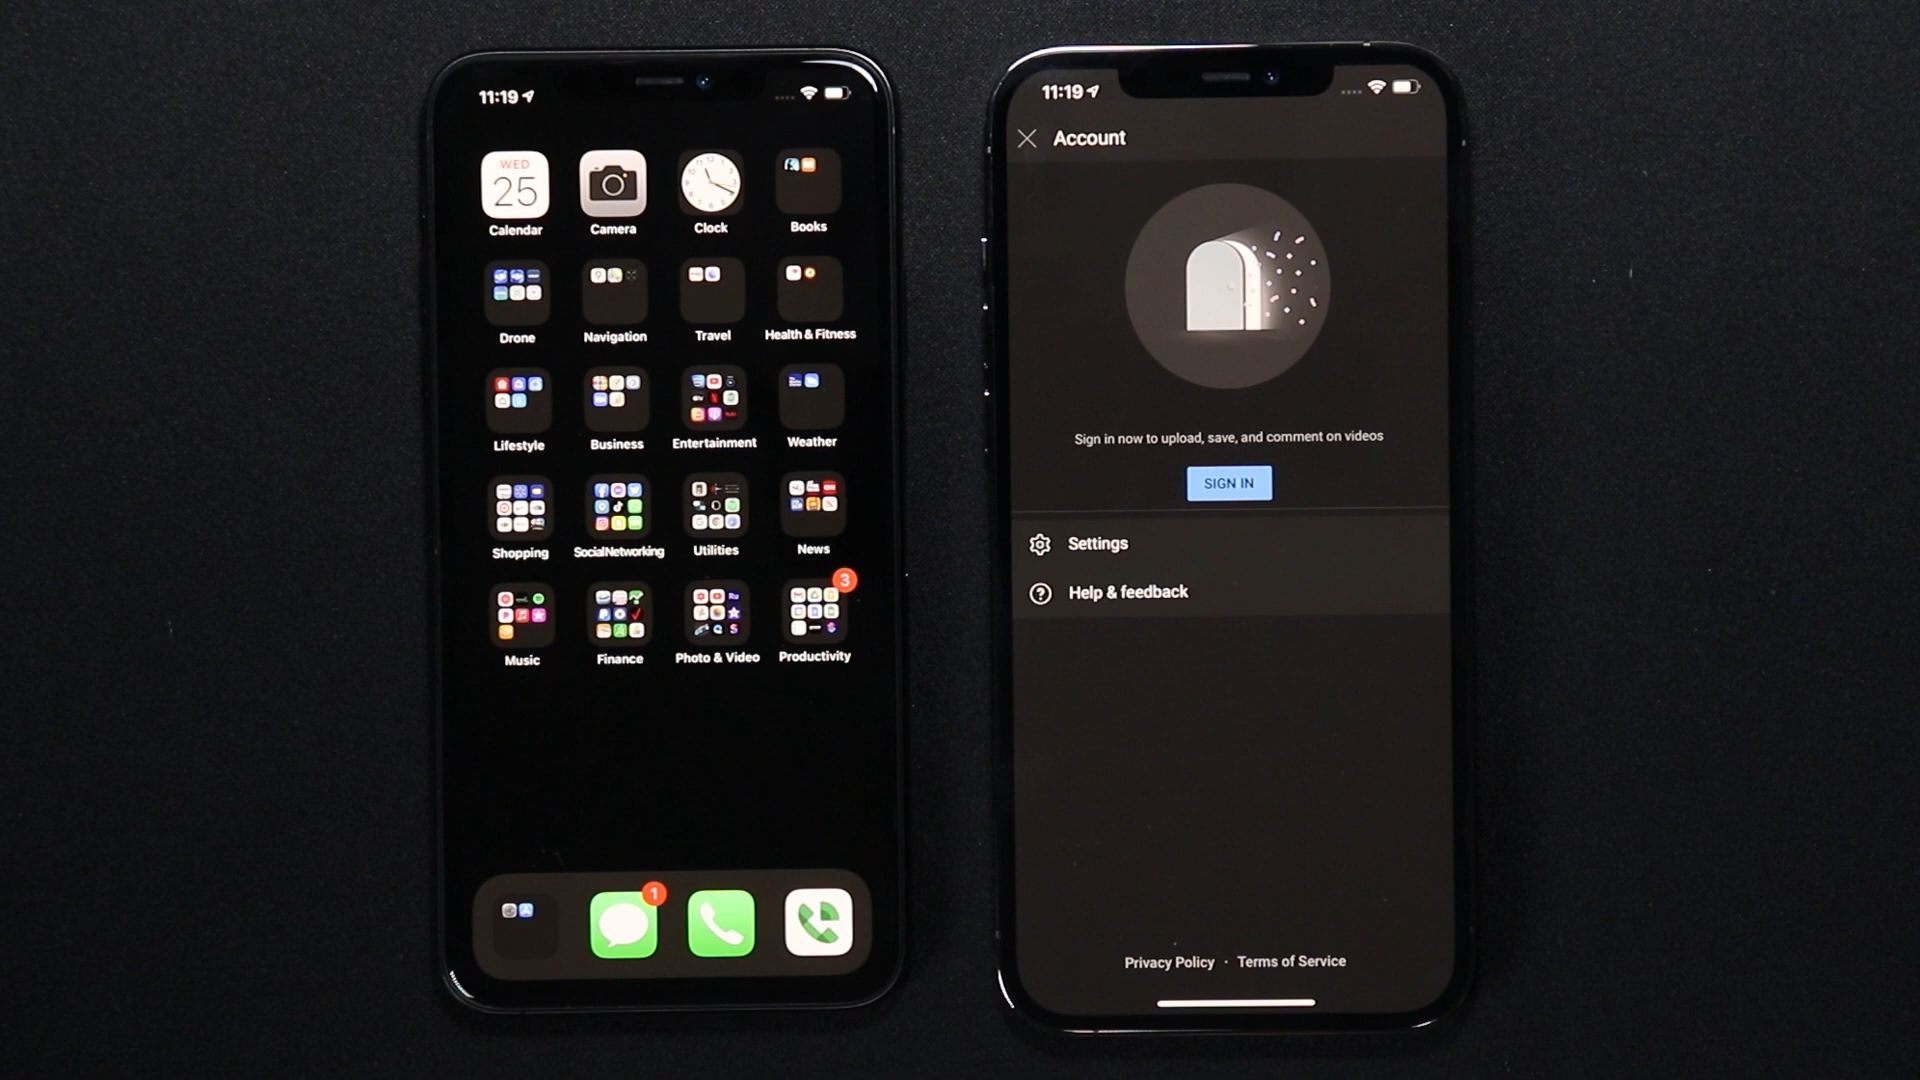 11:19
WED
25
Calendar
Camera
Clock
Books
Drone
Navigation
Travel
Health & Fitness
Lifestyle
Business
Entertainment
Weather
Shopping
SocialNetworking
Utilities
News
3
Music
Finance
Photo & Video
Productivity
1
11:19
Account
Sign in now to upload, save, and comment on videos
SIGN IN
Settings
Help & feedback
Privacy Policy · Terms of Service